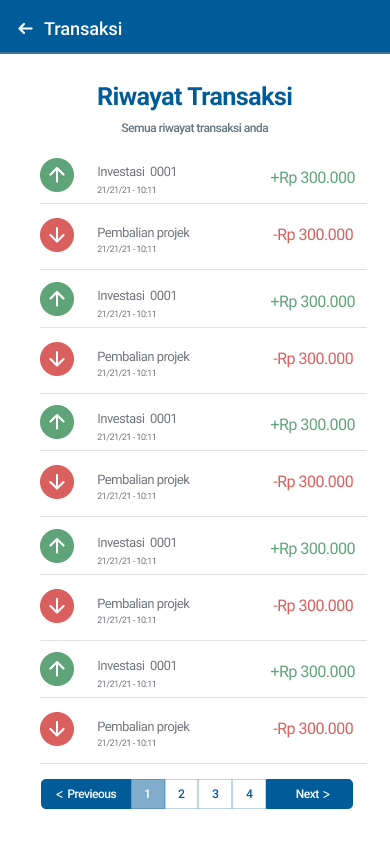 Transaksi
Riwayat Transaksi
Semua riwayat transaksi anda
Investasi 0001
+Rp 300.000
21/21/21 - 10:11
Pembalian projek
-Rp 300.000
21/21/21 - 10:11
Investasi 0001
+Rp 300.000
21/21/21 - 10:11
Pembalian projek
-Rp 300.000
21/21/21 - 10:11
Investasi 0001
+Rp 300.000
21/21/21 - 10:11
Pembalian projek
-Rp 300.000
21/21/21 - 10:11
Investasi 0001
+Rp 300.000
21/21/21 - 10:11
Pembalian projek
-Rp 300.000
21/21/21 - 10:11
Investasi 0001
+Rp 300.000
21/21/21 - 10:11
Pembalian projek
-Rp 300.000
21/21/21 - 10:11
< Previeous 1 2 3 4 Next >